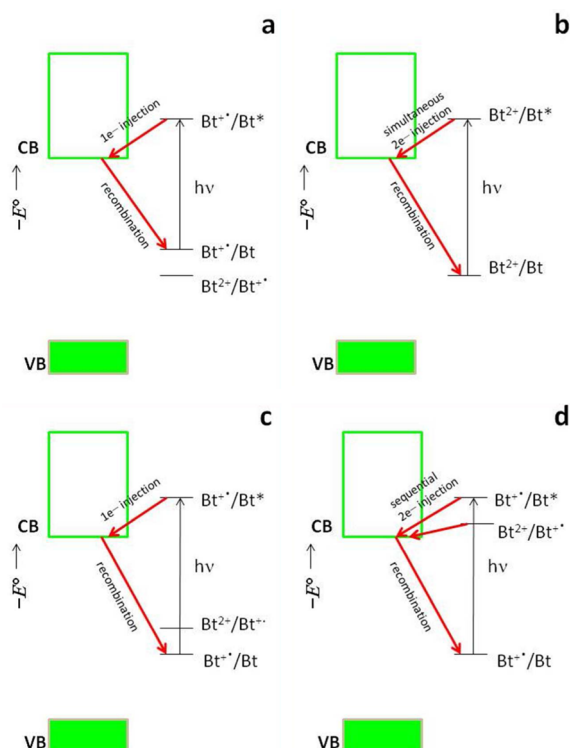 a
1e⁻ injection
Bt⁺•/Bt*
CB
−E°
recombination
hν
Bt⁺•/Bt
Bt²⁺/Bt⁺•
VB
b
simultaneous
2e⁻ injection
Bt²⁺/Bt*
CB
−E°
recombination
hν
Bt²⁺/Bt
VB
c
1e⁻ injection
Bt⁺•/Bt*
CB
−E°
recombination
hν
Bt²⁺/Bt⁺·
Bt⁺•/Bt
VB
d
sequential
2e⁻ injection
Bt⁺•/Bt*
Bt²⁺/Bt⁺•
CB
−E°
recombination
hν
Bt⁺•/Bt
VB